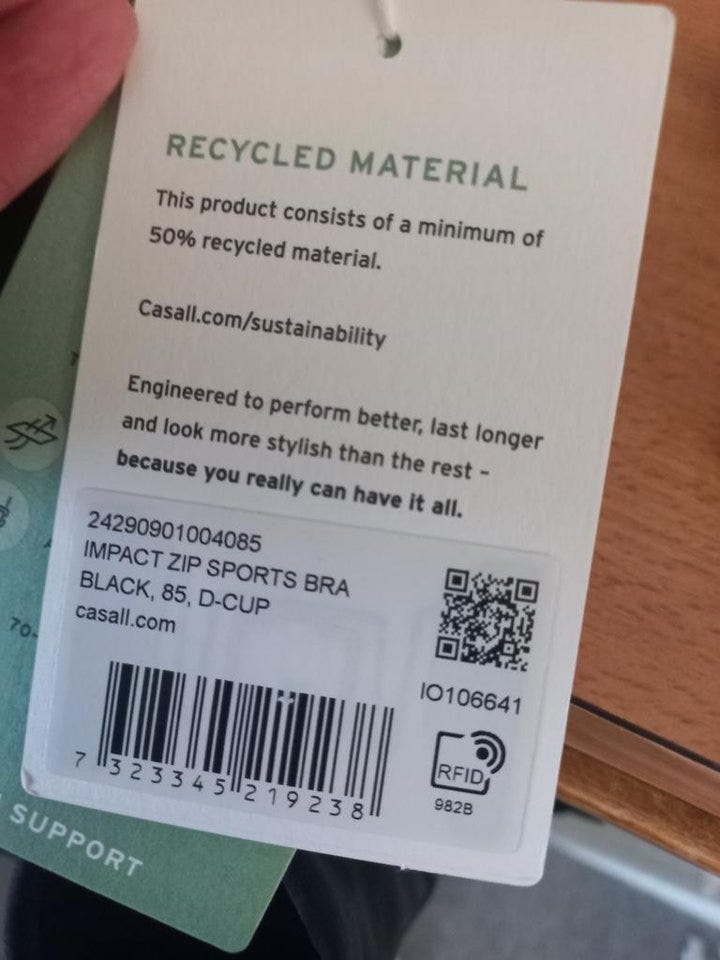 RECYCLED MATERIAL
This product consists of a minimum of
50% recycled material.
Casall.com/sustainability
Engineered to perform better, last longer
and look more stylish than the rest –
because you really can have it all.
24290901004085
IMPACT ZIP SPORTS BRA
BLACK, 85, D-CUP
casall.com
IO106641
RFID
982B
7 323345 219238
70-
SUPPORT